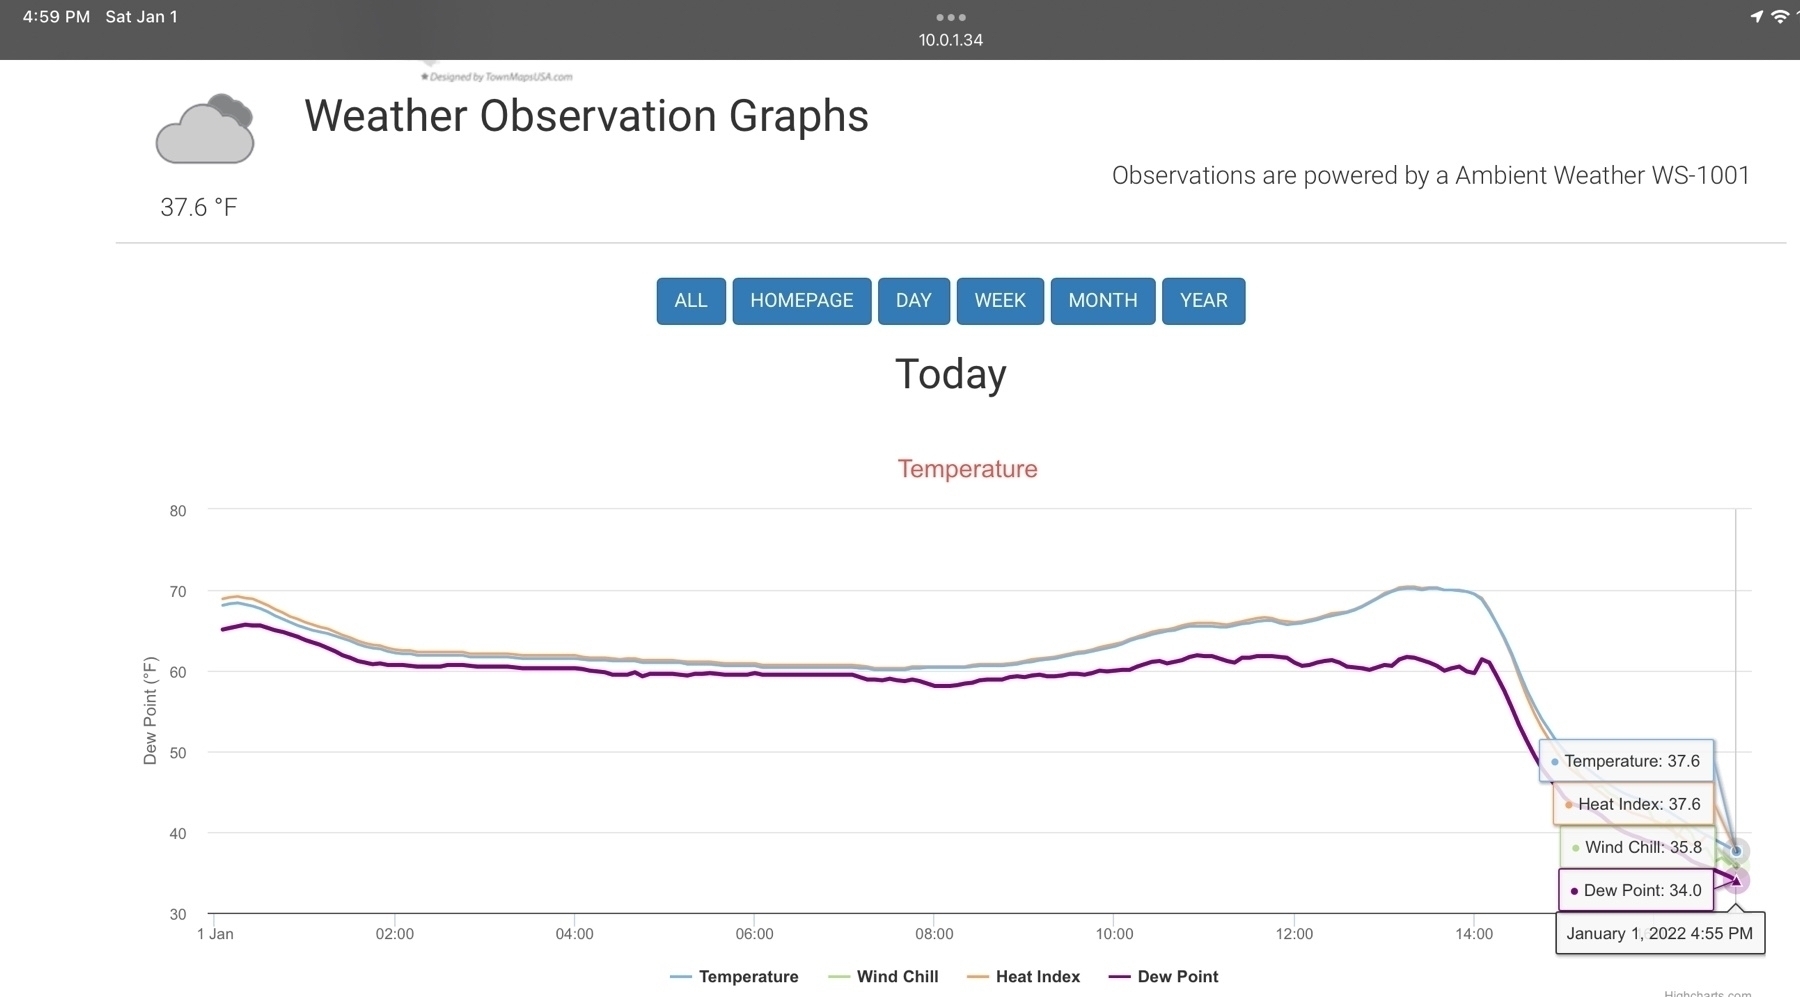 4:59 PM Sat Jan 1
10.0.1.34
★Designed by TownMapsUSA.com
Weather Observation Graphs
Observations are powered by a Ambient Weather WS-1001
37.6 °F
ALL HOMEPAGE DAY WEEK MONTH YEAR
Today
Temperature
80
70
60
50
40
30
Dew Point (°F)
Temperature: 37.6
Heat Index: 37.6
Wind Chill: 35.8
Dew Point: 34.0
1 Jan 02:00 04:00 06:00 08:00 10:00 12:00 14:00
January 1, 2022 4:55 PM
Temperature Wind Chill Heat Index Dew Point
Highcharts.com